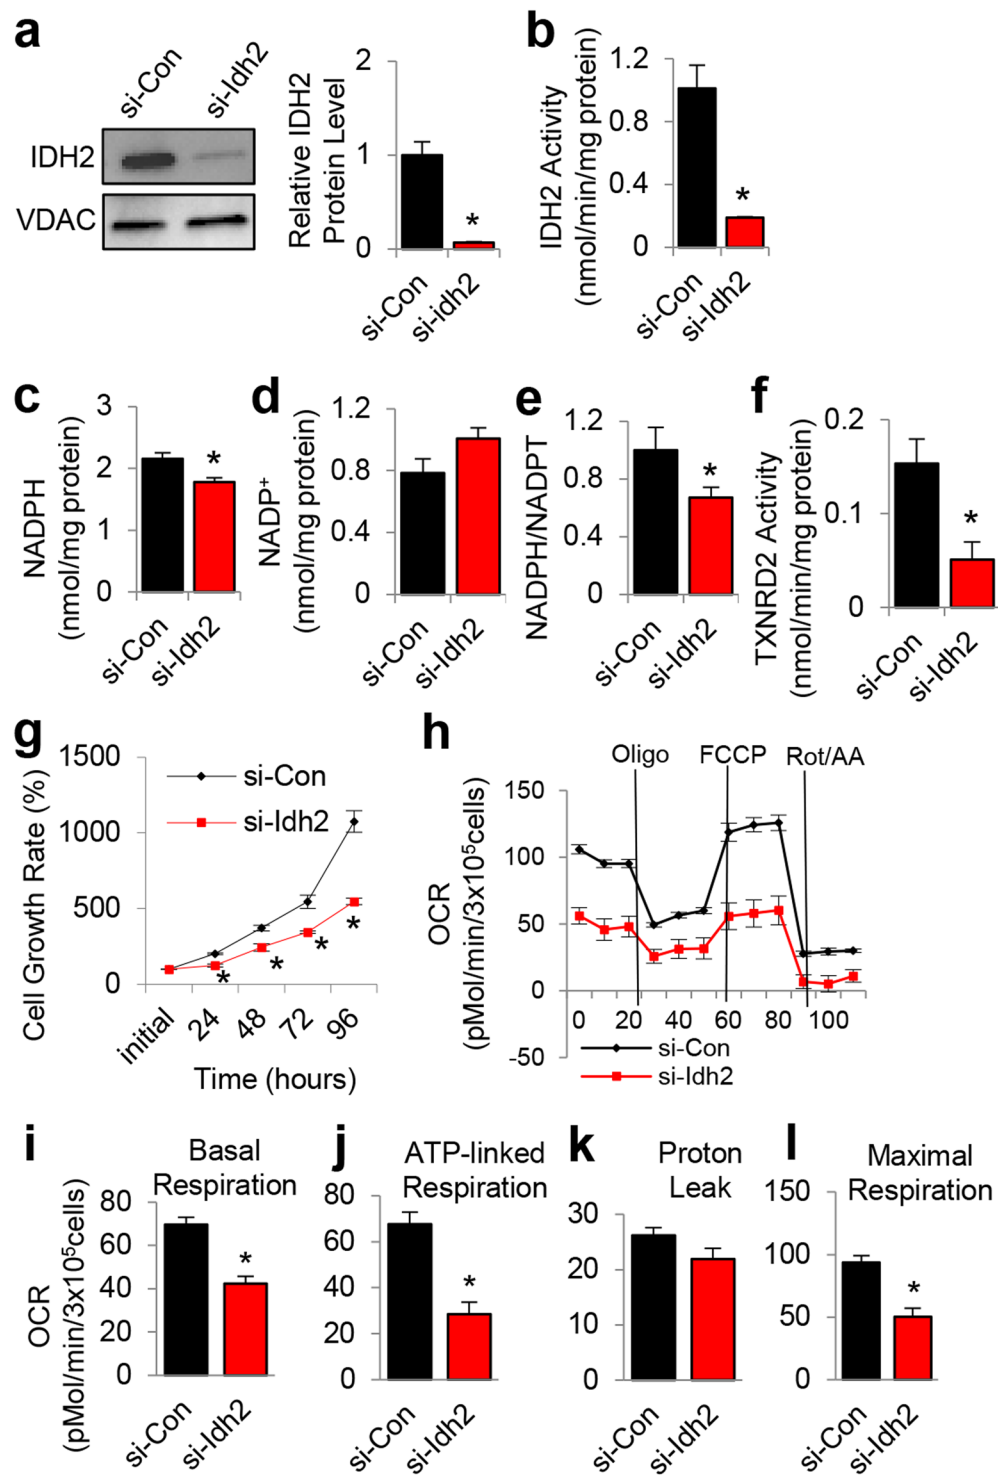 a
si-Con
si-Idh2
IDH2
VDAC
Relative IDH2
Protein Level
2
1
0
*
si-Con
si-idh2
b
IDH2 Activity
(nmol/min/mg protein)
1.2
0.8
0.4
0
*
si-Con
si-Idh2
c
NADPH
(nmol/mg protein)
3
2
1
0
*
si-Con
si-Idh2
d
NADP+
(nmol/mg protein)
1.2
0.8
0.4
0
si-Con
si-Idh2
e
NADPH/NADPT
1.2
0.8
0.4
0
*
si-Con
si-Idh2
f
TXNRD2 Activity
(nmol/min/mg protein)
0.2
0.1
0
*
si-Con
si-Idh2
g
Cell Growth Rate (%)
1500
1000
500
0
si-Con
si-Idh2
*
*
*
*
initial
24
48
72
96
Time (hours)
h
Oligo
FCCP
Rot/AA
OCR
(pMol/min/3x10⁵cells)
150
100
50
0
-50
0 20 40 60 80 100
si-Con
si-Idh2
i
Basal
Respiration
OCR
(pMol/min/3x10⁵cells)
80
60
40
20
0
*
si-Con
si-Idh2
j
ATP-linked
Respiration
80
60
40
20
0
*
si-Con
si-Idh2
k
Proton
Leak
30
20
10
0
si-Con
si-Idh2
l
Maximal
Respiration
150
100
50
0
*
si-Con
si-Idh2